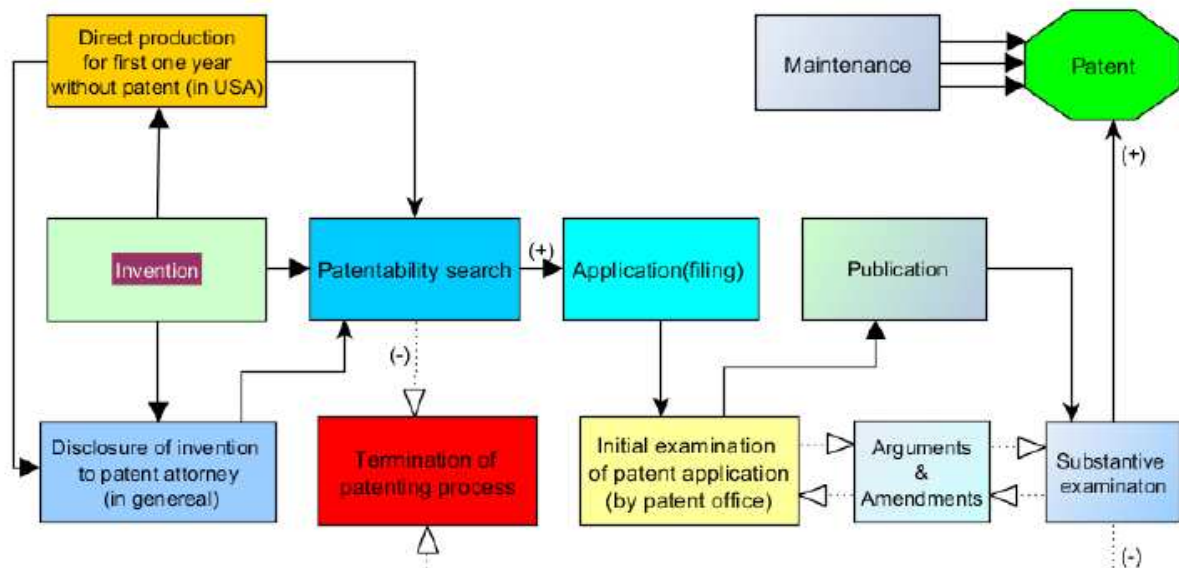 Direct production
for first one year
without patent (in USA)
Maintenance
Patent
(+)
Invention
Patentability search
(+)
Application(filing)
Publication
(-)
Disclosure of invention
to patent attorney
(in genereal)
Termination of
patenting process
Initial examination
of patent application
(by patent office)
Arguments
&
Amendments
Substantive
examinaton
(-)